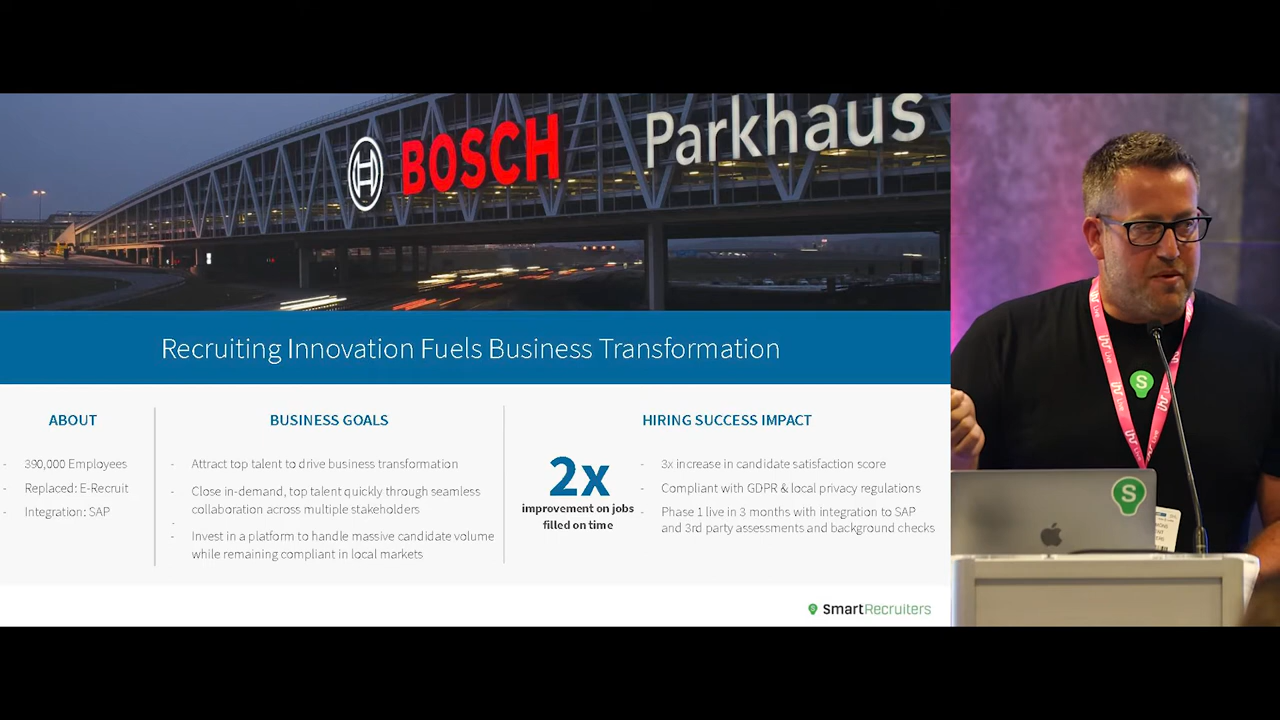 BOSCH
Parkhaus
Recruiting Innovation Fuels Business Transformation
ABOUT
- 390,000 Employees
- Replaced: E-Recruit
- Integration: SAP
BUSINESS GOALS
- Attract top talent to drive business transformation
- Close in-demand, top talent quickly through seamless
collaboration across multiple stakeholders
-
- Invest in a platform to handle massive candidate volume
while remaining compliant in local markets
HIRING SUCCESS IMPACT
2x
improvement on jobs
filled on time
- 3x increase in candidate satisfaction score
- Compliant with GDPR & local privacy regulations
- Phase 1 live in 3 months with integration to SAP
and 3rd party assessments and background checks
SmartRecruiters
S
S
Live
Live